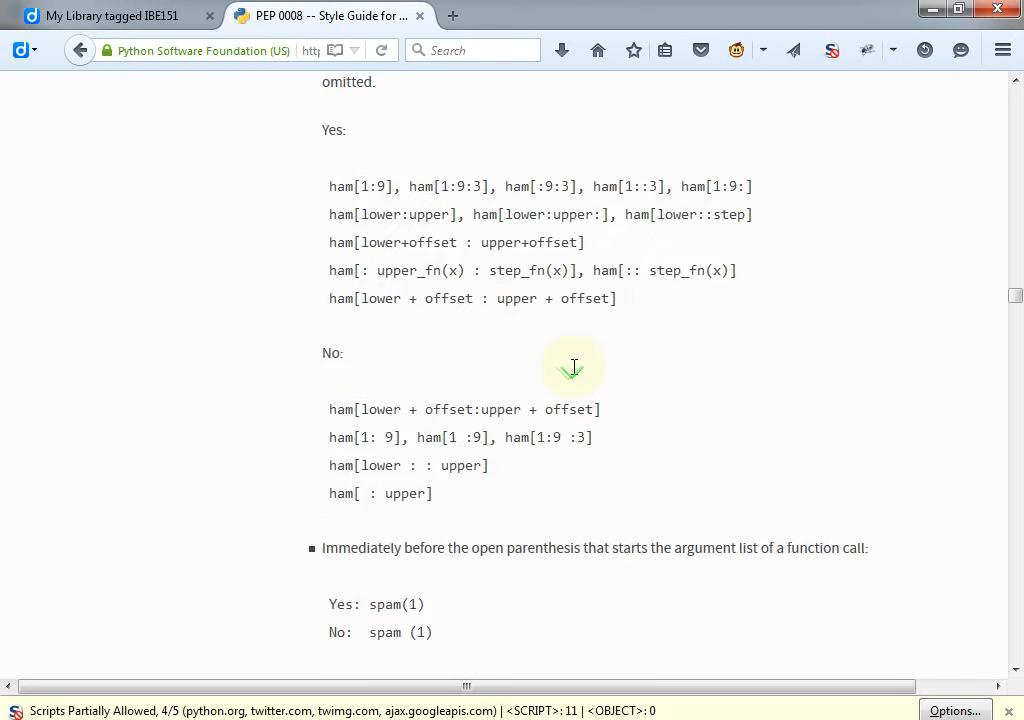 My Library tagged IBE151
PEP 0008 -- Style Guide for ...
Python Software Foundation (US)
Search
omitted.
Yes:
ham[1:9], ham[1:9:3], ham[:9:3], ham[1::3], ham[1:9:]
ham[lower:upper], ham[lower:upper:], ham[lower::step]
ham[lower+offset : upper+offset]
ham[: upper_fn(x) : step_fn(x)], ham[:: step_fn(x)]
ham[lower + offset : upper + offset]
No:
ham[lower + offset:upper + offset]
ham[1: 9], ham[1 :9], ham[1:9 :3]
ham[lower : : upper]
ham[ : upper]
Immediately before the open parenthesis that starts the argument list of a function call:
Yes: spam(1)
No:  spam (1)
Scripts Partially Allowed, 4/5 (python.org, twitter.com, twimg.com, ajax.googleapis.com) | <SCRIPT>: 11 | <OBJECT>: 0
Options...